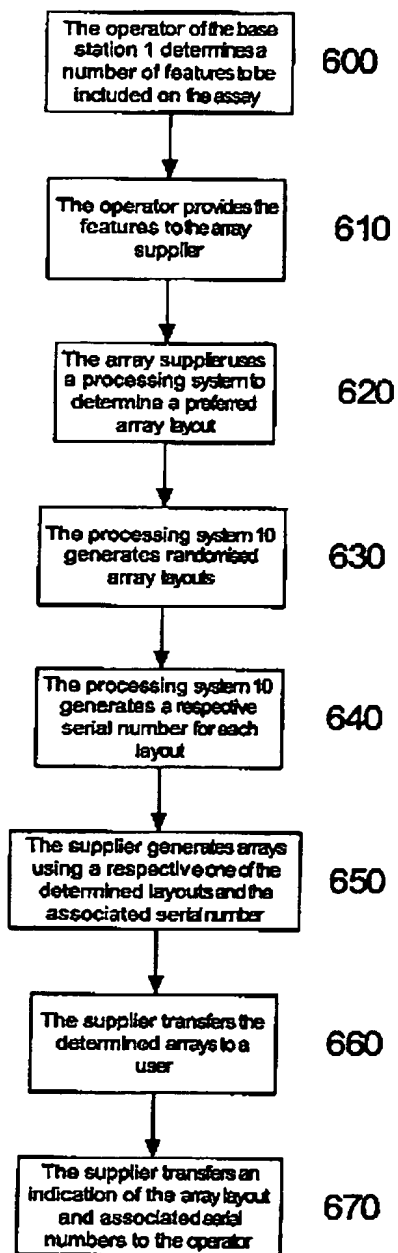 The operator of the base
station 1 determines a
number of features to be
included on the assay
600
The operator provides the
features to the array
supplier
610
The array supplier uses
a processing system to
determine a preferred
array layout
620
The processing system 10
generates randomised
array layouts
630
The processing system 10
generates a respective
serial number for each
layout
640
The supplier generates arrays
using a respective one of the
determined layouts and the
associated serial number
650
The supplier transfers the
determined arrays to a
user
660
The supplier transfers an
indication of the array layout
and associated serial
numbers to the operator
670